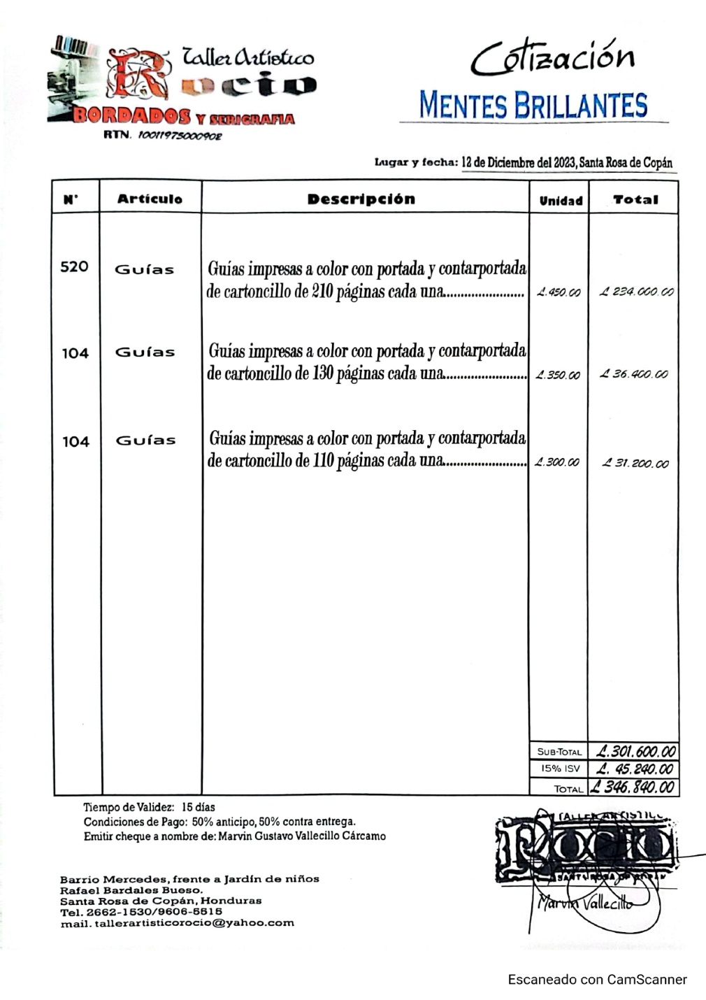 Taller Artístico
Rocio
BORDADOS Y SERIGRAFIA
RTN. 10011975000902
Cotización
MENTES BRILLANTES
Lugar y fecha: 12 de Diciembre del 2023, Santa Rosa de Copán
N° Artículo Descripción Unidad Total
520 Guías Guías impresas a color con portada y contarportada
de cartoncillo de 210 páginas cada una....................... L.450.00 L 234.000.00
104 Guías Guías impresas a color con portada y contarportada
de cartoncillo de 130 páginas cada una........................ L.350.00 L 36.400.00
104 Guías Guías impresas a color con portada y contarportada
de cartoncillo de 110 páginas cada una........................ L.300.00 L 31.200.00
SUB-TOTAL L.301.600.00
15% ISV L. 45.240.00
TOTAL L 346.840.00
Tiempo de Validez: 15 días
Condiciones de Pago: 50% anticipo, 50% contra entrega.
Emitir cheque a nombre de: Marvin Gustavo Vallecillo Cárcamo
TALLER ARTISTICO
ROCIO
SANTA ROSA DE COPAN
Marvin Vallecillo
Barrio Mercedes, frente a Jardín de niños
Rafael Bardales Bueso.
Santa Rosa de Copán, Honduras
Tel. 2662-1530/9606-5515
mail. tallerartisticorocio@yahoo.com
Escaneado con CamScanner